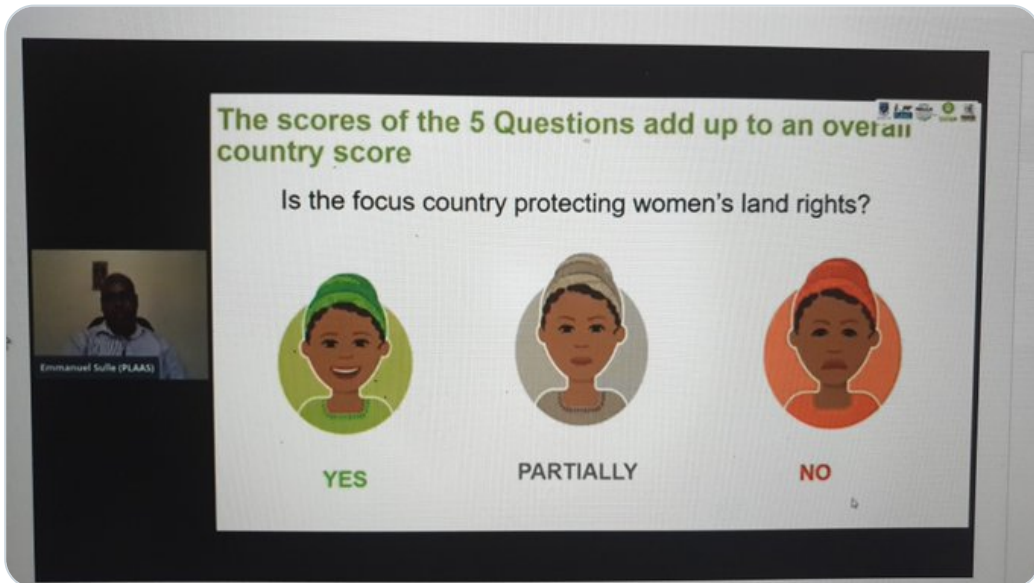 The scores of the 5 Questions add up to an overall
country score
Is the focus country protecting women's land rights?
Emmanuel Sulle (PLAAS)
YES
PARTIALLY
NO